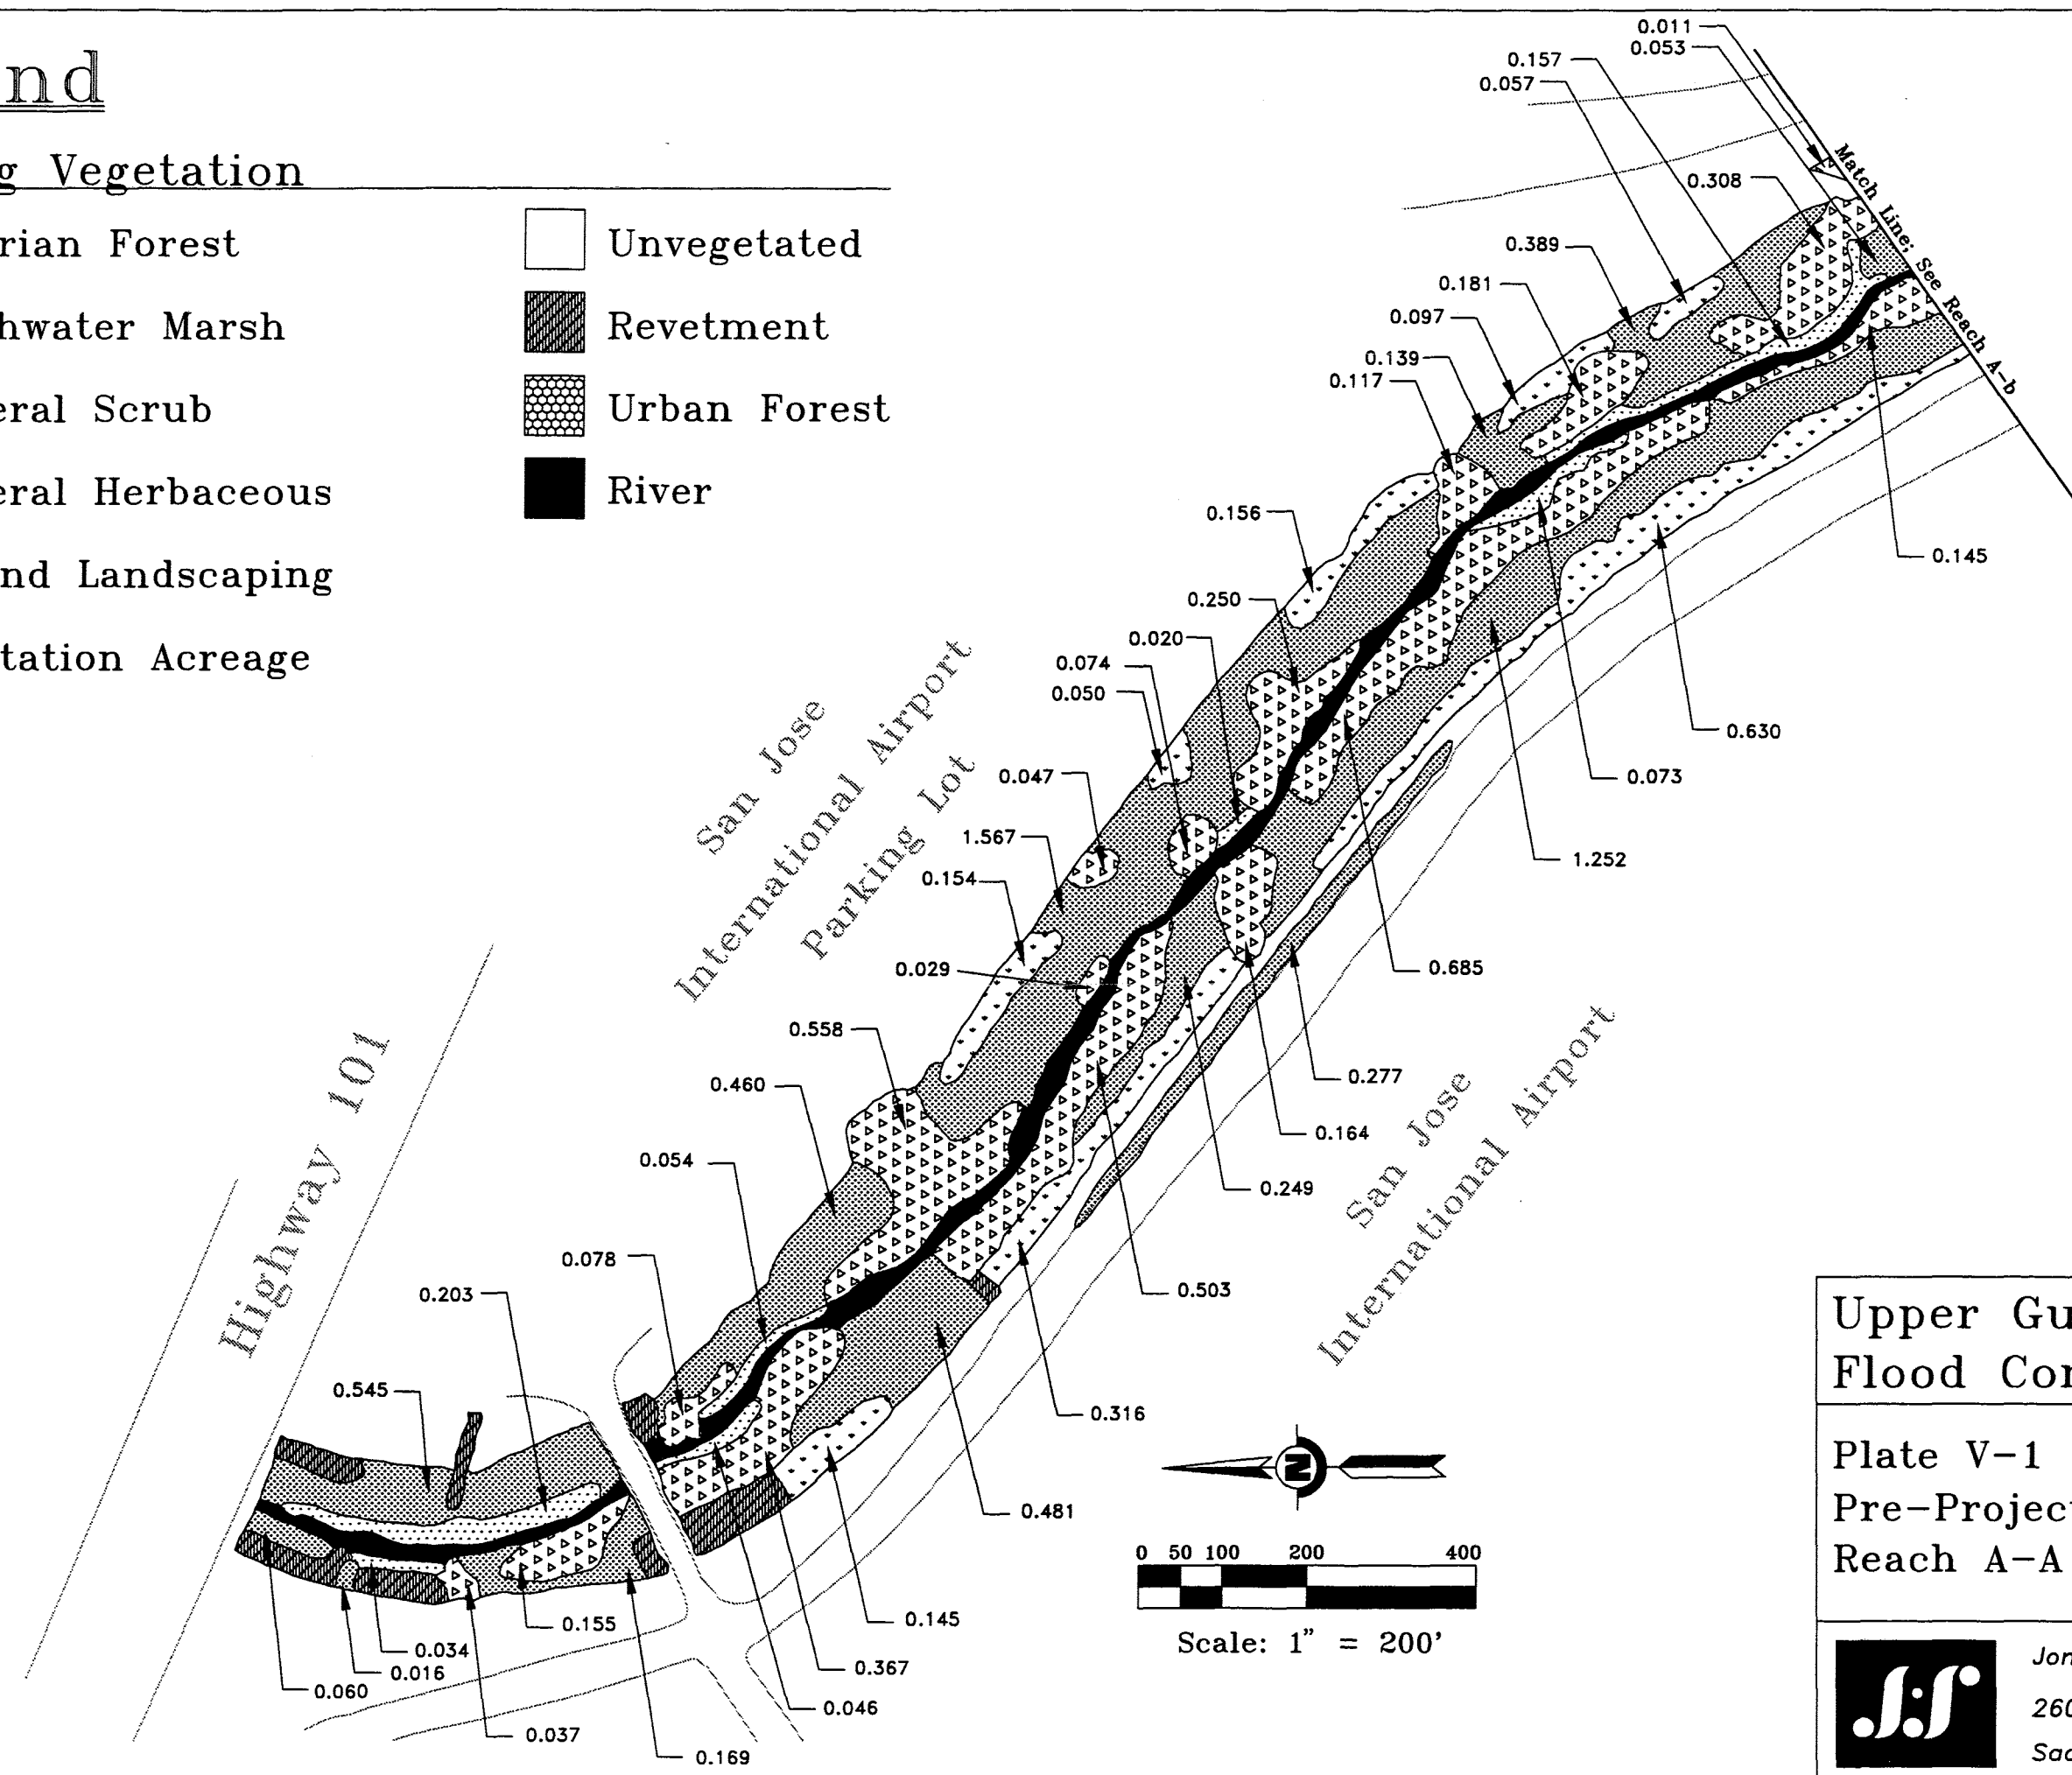 nd
g Vegetation
rian Forest
hwater Marsh
eral Scrub
eral Herbaceous
nd Landscaping
tation Acreage
Unvegetated
Revetment
Urban Forest
River
0.011
0.053
0.157
0.057
0.308
0.389
0.181
0.097
0.139
0.117
0.156
0.250
0.020
0.074
0.050
0.047
1.567
0.154
0.029
0.558
0.460
0.054
0.078
0.203
0.545
Match Line; See Reach A-b
0.145
0.630
0.073
1.252
0.685
0.277
0.164
0.249
0.503
0.316
0.481
0.145
0.367
0.046
0.169
0.155
0.034
0.016
0.060
0.037
San Jose
International Airport
Parking Lot
Highway 101
San Jose
International Airport
N
0 50 100 200 400
Scale: 1" = 200'
Upper Gu
Flood Con
Plate V-1
Pre-Projec
Reach A-A
Jon
260
Sac